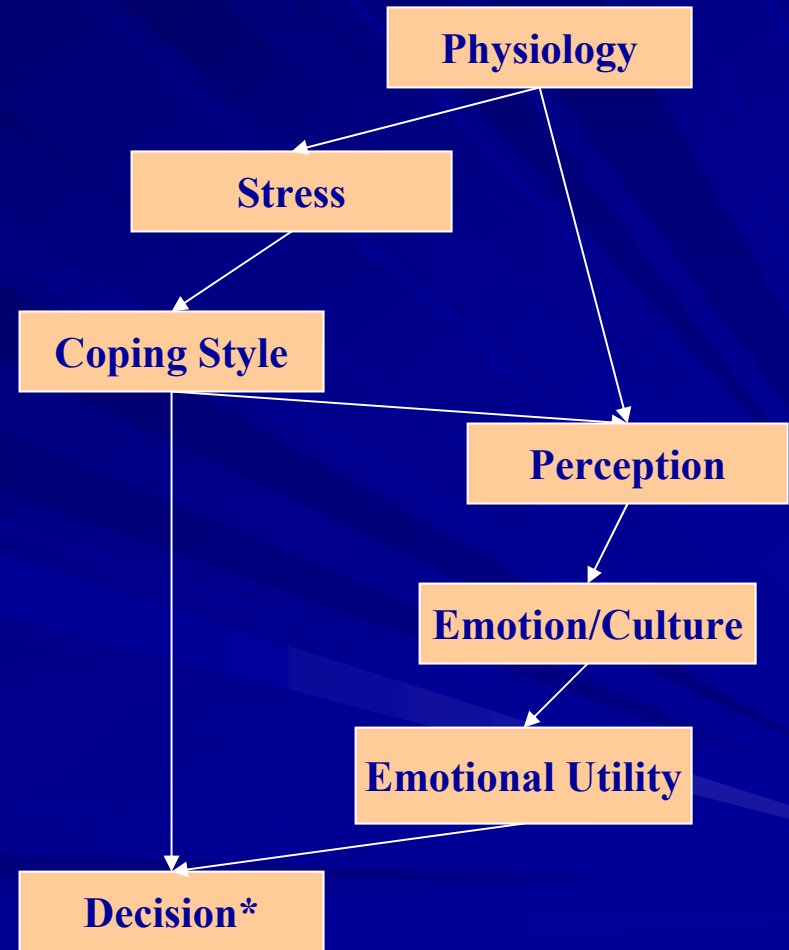 Physiology
Stress
Coping Style
Perception
Emotion/Culture
Emotional Utility
Decision*